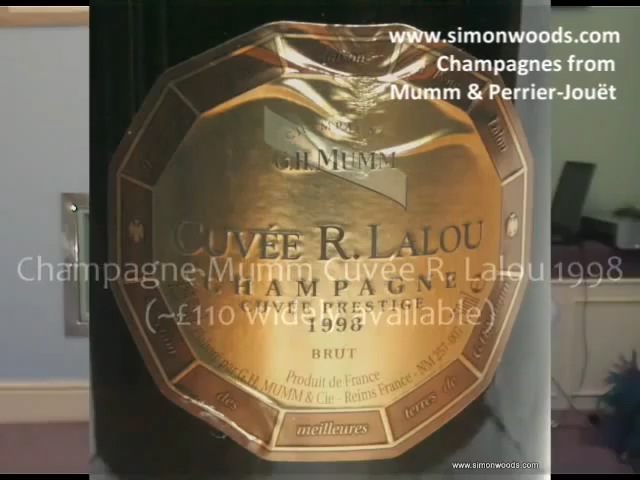 www.simonwoods.com
Champagnes from
Mumm & Perrier-Jouët
G.H. MUMM
CUVÉE R. LALOU
Champagne Mumm Cuvée R. Lalou 1998
CHAMPAGNE
CUVÉE PRESTIGE
(~£110 widely available)
1998
BRUT
Produit de France
G.H. MUMM & Cie - Reims France - NM 257
des
meilleures
terres de
www.simonwoods.com